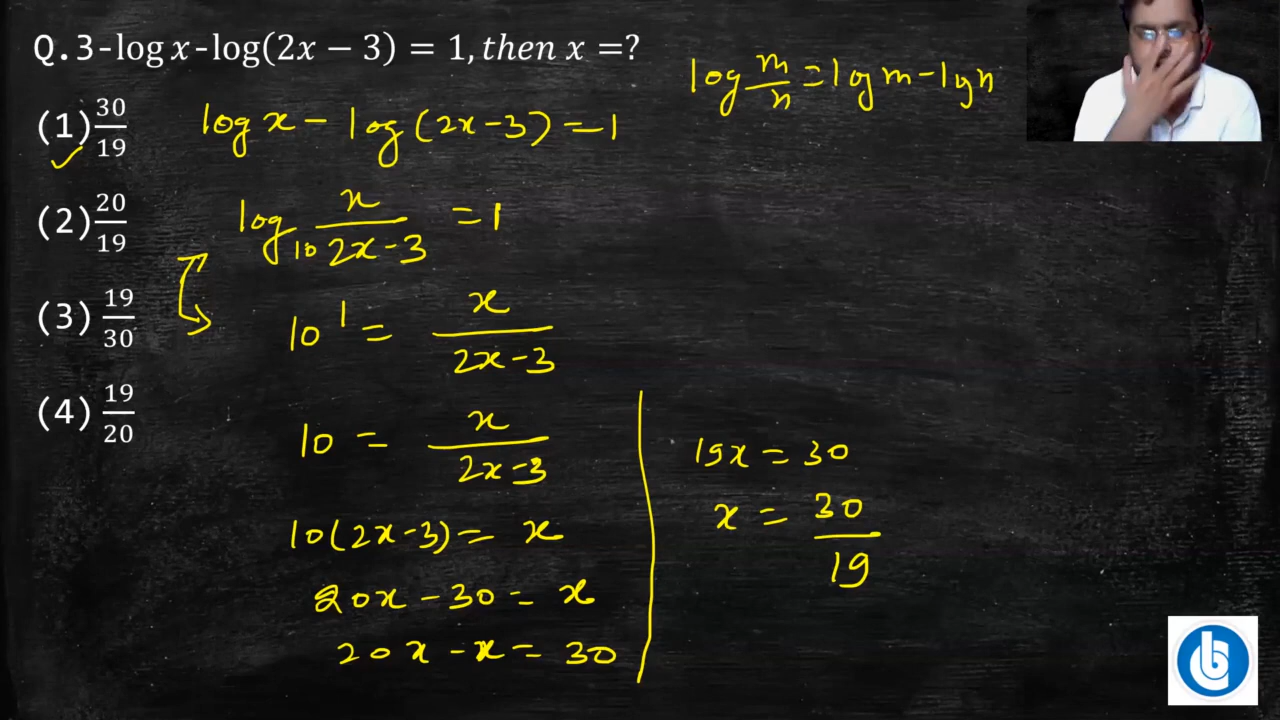 Q.3-log x-log(2x − 3) = 1, then x =?
log m/n = log m - log n
(1) 30/19
log x - log (2x-3) = 1
(2) 20/19
log10 x/(2x-3) = 1
(3) 19/30
10^1 = x/(2x-3)
(4) 19/20
10 = x/(2x-3)
10(2x-3) = x
20x - 30 = x
20x - x = 30
19x = 30
x = 30/19